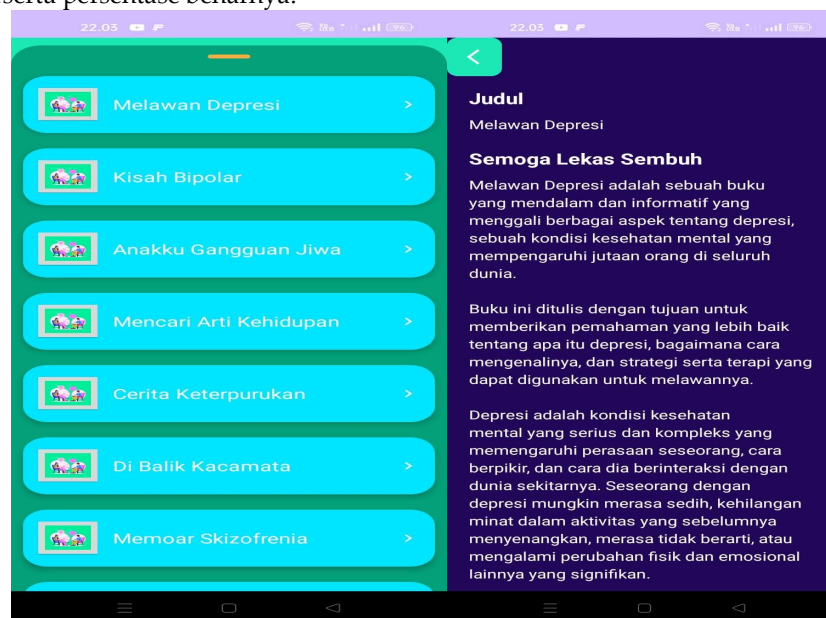 serta persentase benarnya.
22.03
Melawan Depresi
Kisah Bipolar
Anakku Gangguan Jiwa
Mencari Arti Kehidupan
Cerita Keterpurukan
Di Balik Kacamata
Memoar Skizofrenia
22.03
Judul
Melawan Depresi
Semoga Lekas Sembuh
Melawan Depresi adalah sebuah buku
yang mendalam dan informatif yang
menggali berbagai aspek tentang depresi,
sebuah kondisi kesehatan mental yang
mempengaruhi jutaan orang di seluruh
dunia.
Buku ini ditulis dengan tujuan untuk
memberikan pemahaman yang lebih baik
tentang apa itu depresi, bagaimana cara
mengenalinya, dan strategi serta terapi yang
dapat digunakan untuk melawannya.
Depresi adalah kondisi kesehatan
mental yang serius dan kompleks yang
memengaruhi perasaan seseorang, cara
berpikir, dan cara dia berinteraksi dengan
dunia sekitarnya. Seseorang dengan
depresi mungkin merasa sedih, kehilangan
minat dalam aktivitas yang sebelumnya
menyenangkan, merasa tidak berarti, atau
mengalami perubahan fisik dan emosional
lainnya yang signifikan.